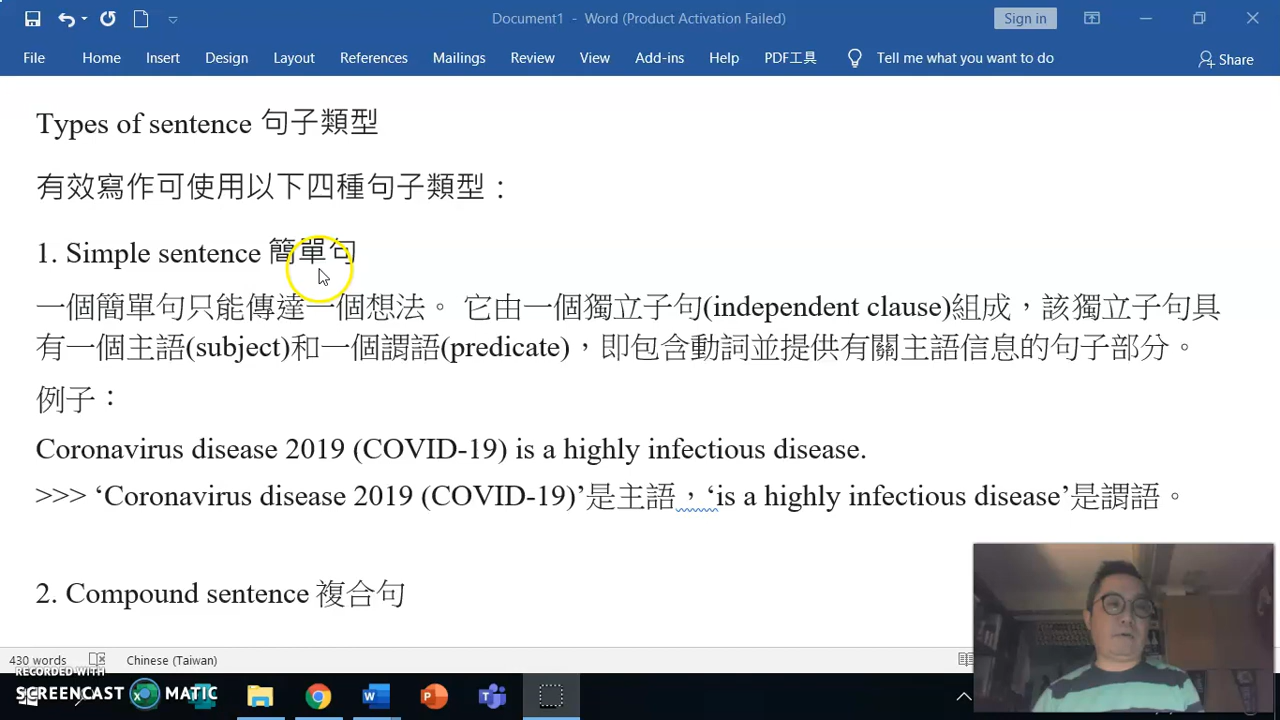 Document1 - Word (Product Activation Failed)
Sign in
File Home Insert Design Layout References Mailings Review View Add-ins Help PDF工具 Tell me what you want to do Share
Types of sentence 句子類型
有效寫作可使用以下四種句子類型：
1. Simple sentence 簡單句
一個簡單句只能傳達一個想法。 它由一個獨立子句(independent clause)組成，該獨立子句具
有一個主語(subject)和一個謂語(predicate)，即包含動詞並提供有關主語信息的句子部分。
例子：
Coronavirus disease 2019 (COVID-19) is a highly infectious disease.
>>> ‘Coronavirus disease 2019 (COVID-19)’是主語，‘is a highly infectious disease’是謂語。
2. Compound sentence 複合句
430 words Chinese (Taiwan)
RECORDED WITH
SCREENCAST MATIC